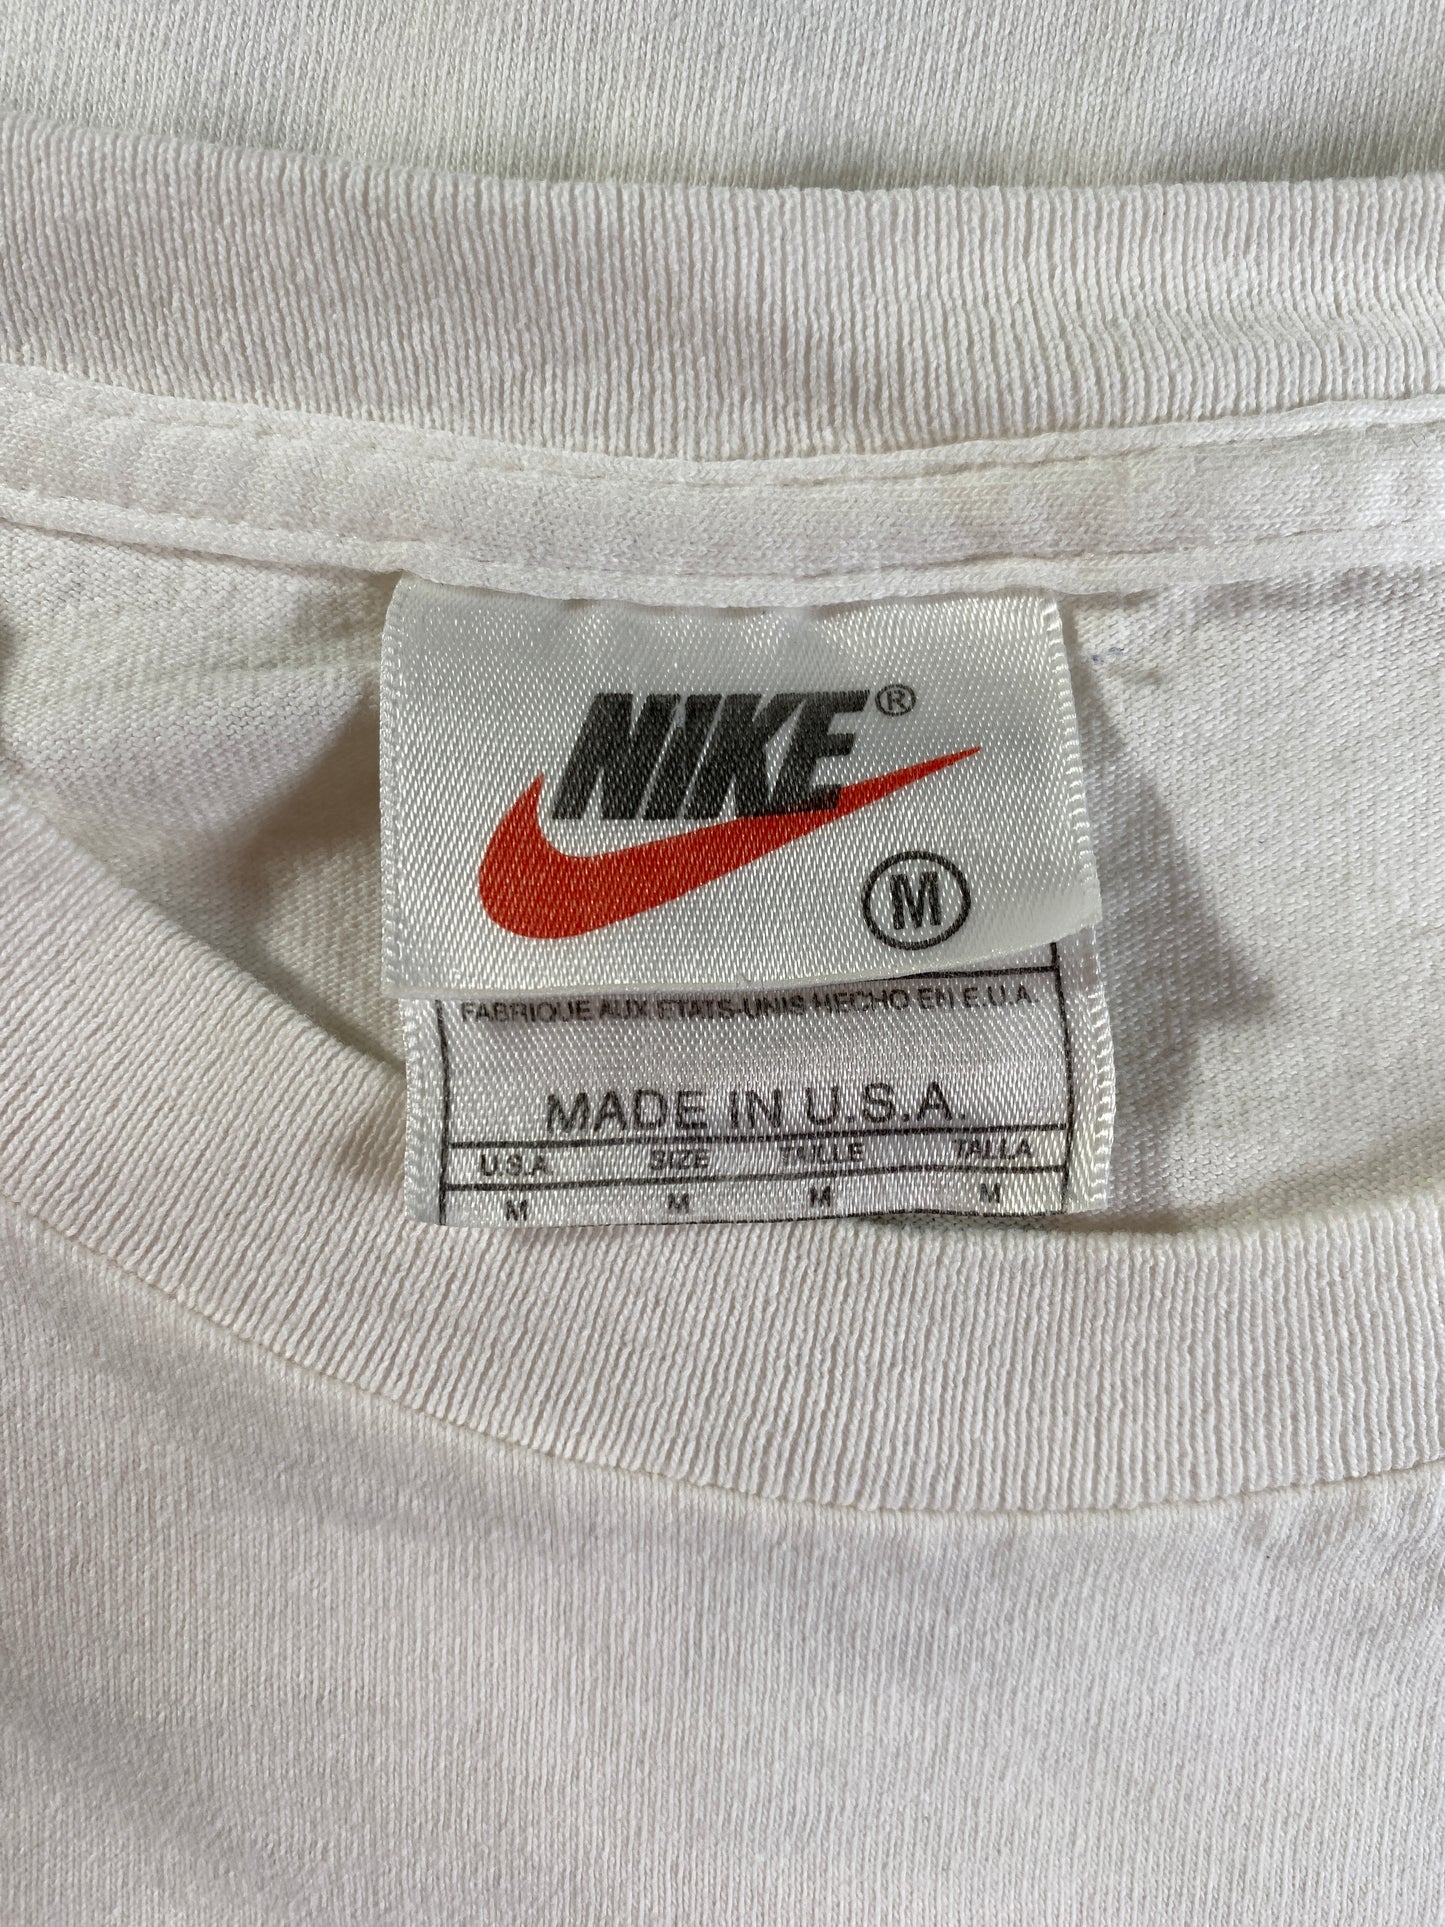 NIKE®
M
FABRIQUE AUX ETATS-UNIS HECHO EN E.U.A.
MADE IN U.S.A.
U.S.A. SIZE TAILLE TALLA
M M M M